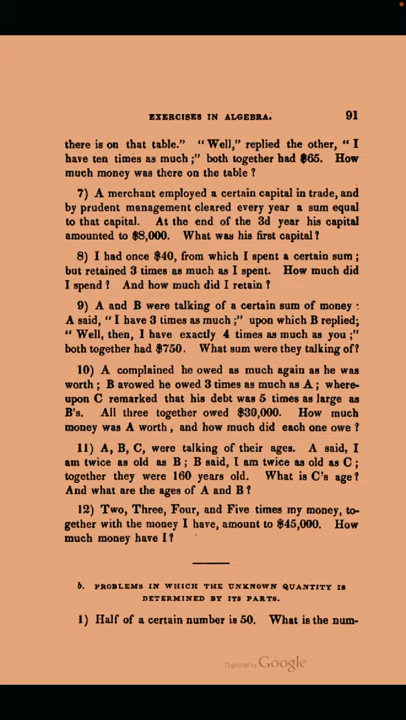 EXERCISES IN ALGEBRA. 91
there is on that table." "Well," replied the other, "I
have ten times as much;" both together had $65. How
much money was there on the table?
7) A merchant employed a certain capital in trade, and
by prudent management cleared every year a sum equal
to that capital. At the end of the 3d year his capital
amounted to $8,000. What was his first capital?
8) I had once $40, from which I spent a certain sum;
but retained 3 times as much as I spent. How much did
I spend? And how much did I retain?
9) A and B were talking of a certain sum of money:
A said, "I have 3 times as much;" upon which B replied;
"Well, then, I have exactly 4 times as much as you;"
both together had $750. What sum were they talking of?
10) A complained he owed as much again as he was
worth; B avowed he owed 3 times as much as A; where-
upon C remarked that his debt was 5 times as large as
B's. All three together owed $30,000. How much
money was A worth, and how much did each one owe?
11) A, B, C, were talking of their ages. A said, I
am twice as old as B; B said, I am twice as old as C;
together they were 160 years old. What is C's age?
And what are the ages of A and B?
12) Two, Three, Four, and Five times my money, to-
gether with the money I have, amount to $45,000. How
much money have I?
b. PROBLEMS IN WHICH THE UNKNOWN QUANTITY IS
DETERMINED BY ITS PARTS.
1) Half of a certain number is 50. What is the num-
Digitized by Google